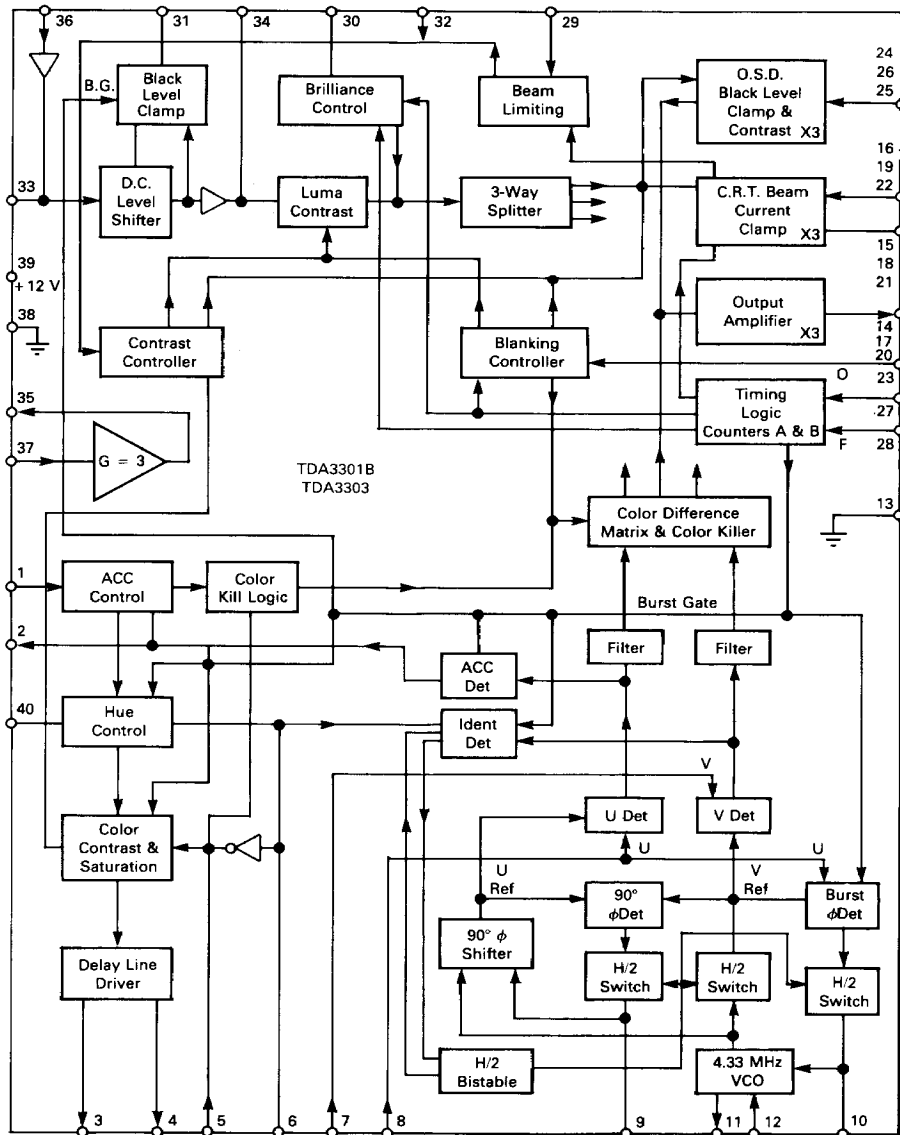 36
31
34
30
32
29
24
26
25
B.G.
Black
Level
Clamp
Brilliance
Control
Beam
Limiting
O.S.D.
Black Level
Clamp &
Contrast
X3
16
19
22
33
D.C.
Level
Shifter
Luma
Contrast
3-Way
Splitter
C.R.T. Beam
Current
Clamp
X3
15
18
21
39
+ 12 V
38
Contrast
Controller
Blanking
Controller
Output
Amplifier
X3
14
17
20
35
37
G = 3
TDA3301B
TDA3303
Timing
Logic
Counters A & B
O
23
27
F
28
13
Color Difference
Matrix & Color Killer
1
ACC
Control
Color
Kill Logic
Burst Gate
2
ACC
Det
Filter
Filter
40
Hue
Control
Ident
Det
V
Color
Contrast &
Saturation
U Det
V Det
U
Ref
U
V
Ref
U
90°
ϕDet
Burst
ϕDet
90° ϕ
Shifter
Delay Line
Driver
H/2
Switch
H/2
Switch
H/2
Switch
H/2
Bistable
4.33 MHz
VCO
3
4
5
6
7
8
9
11
12
10